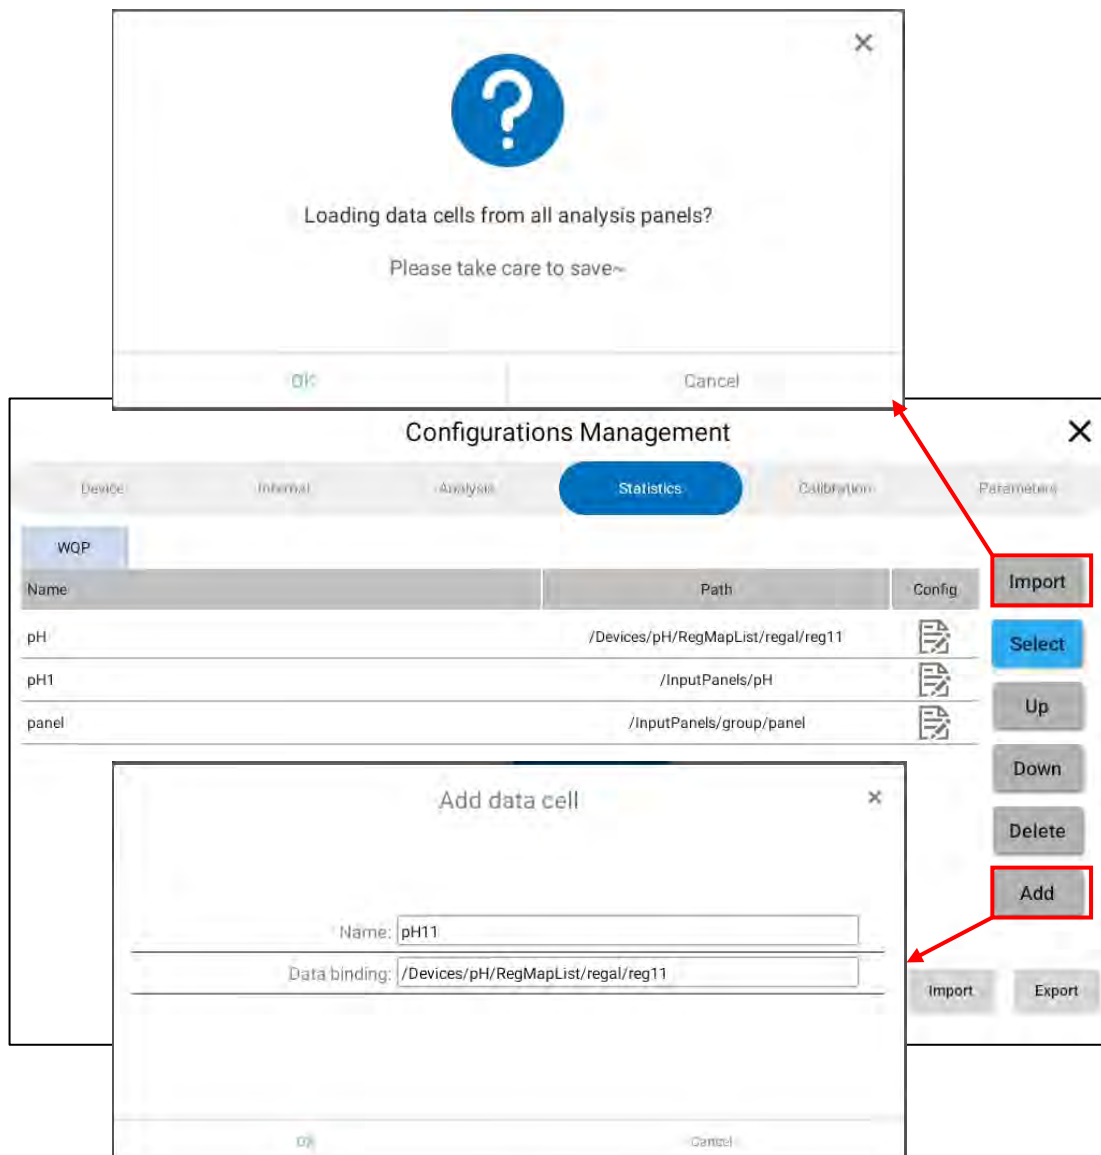 ×
?
Loading data cells from all analysis panels?
Please take care to save~
OK Cancel
Configurations Management ×
Device Internal Analysis Statistics Calibration Parameters
WQP
Name Path Config Import
pH /Devices/pH/RegMapList/regal/reg11 Select
pH1 /InputPanels/pH
Up
panel /InputPanels/group/panel
Down
Add data cell ×
Delete
Add
Name: pH11
Data binding: /Devices/pH/RegMapList/regal/reg11
Import Export
OK Cancel